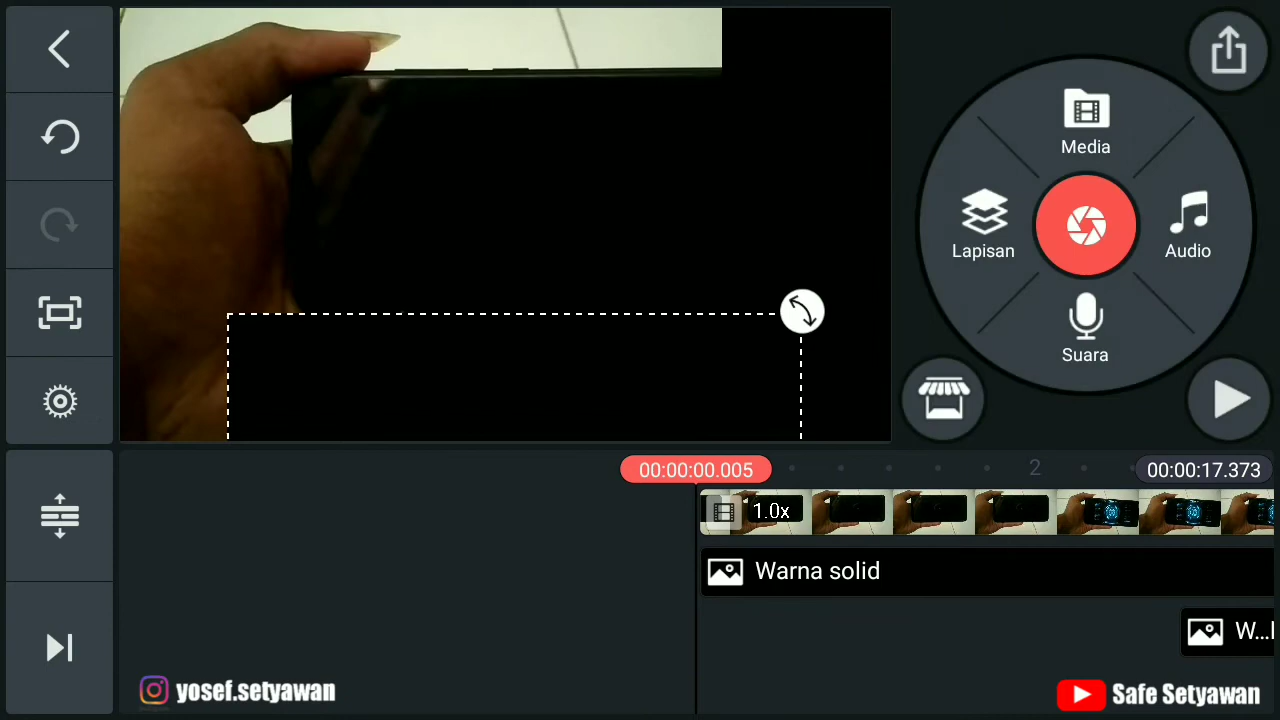 Media
Lapisan
Audio
Suara
00:00:00.005
2
00:00:17.373
1.0x
Warna solid
W...l
yosef.setyawan
Safe Setyawan